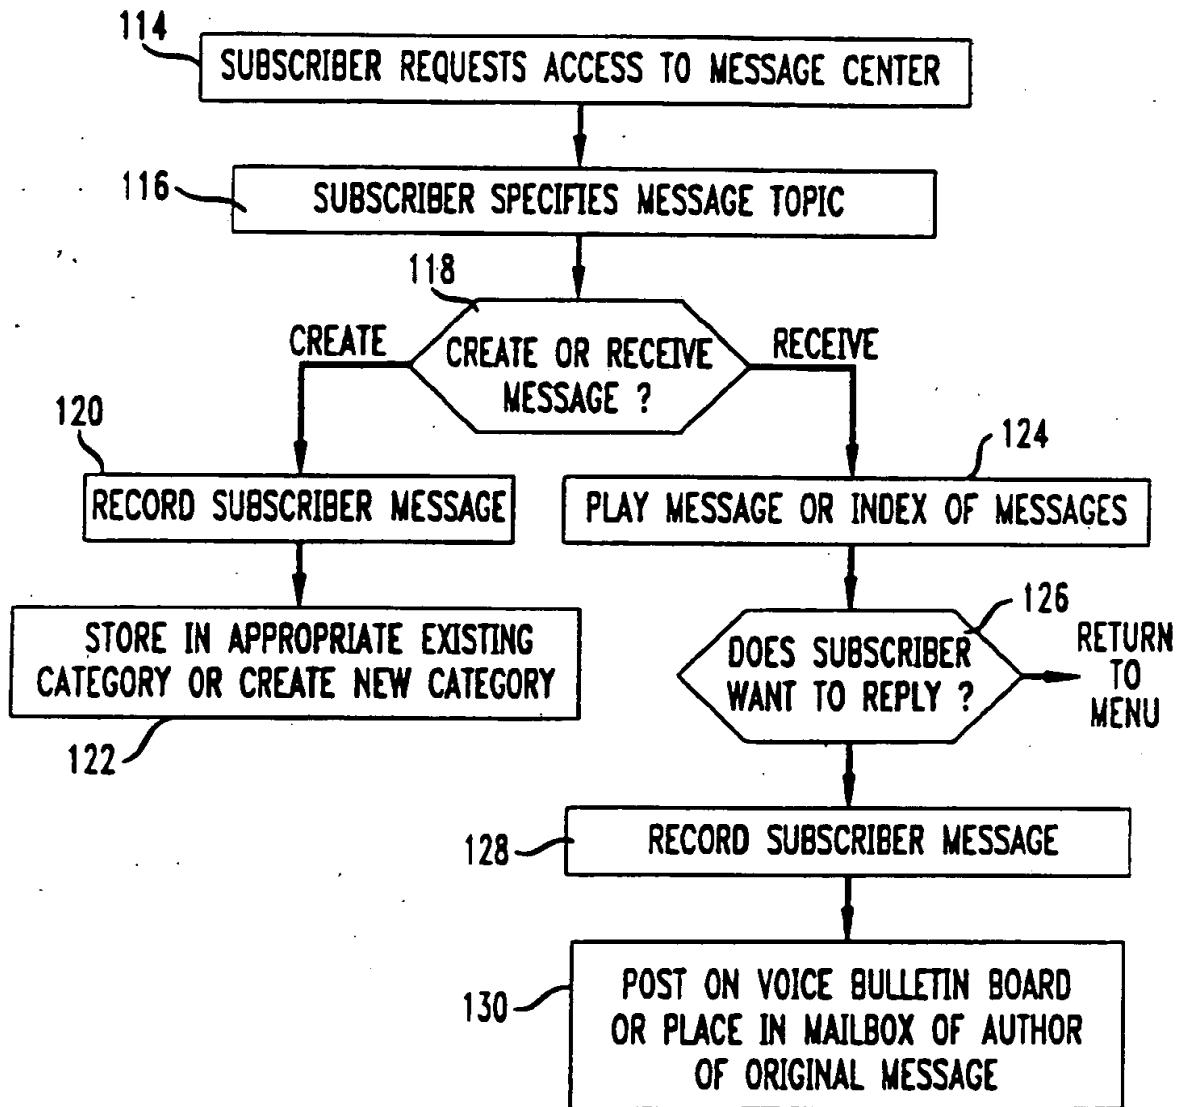 114
SUBSCRIBER REQUESTS ACCESS TO MESSAGE CENTER
116
SUBSCRIBER SPECIFIES MESSAGE TOPIC
118
CREATE OR RECEIVE
MESSAGE ?
CREATE
RECEIVE
120
RECORD SUBSCRIBER MESSAGE
124
PLAY MESSAGE OR INDEX OF MESSAGES
STORE IN APPROPRIATE EXISTING
CATEGORY OR CREATE NEW CATEGORY
122
126
DOES SUBSCRIBER
WANT TO REPLY ?
RETURN
TO
MENU
128
RECORD SUBSCRIBER MESSAGE
130
POST ON VOICE BULLETIN BOARD
OR PLACE IN MAILBOX OF AUTHOR
OF ORIGINAL MESSAGE